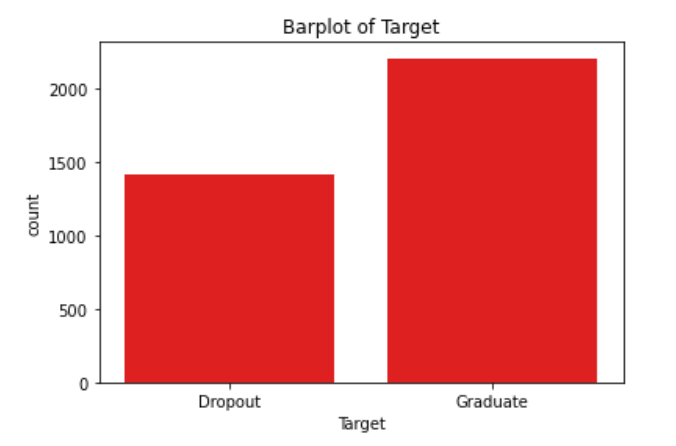 Barplot of Target
2000
1500
1000
500
0
count
Dropout Graduate
Target